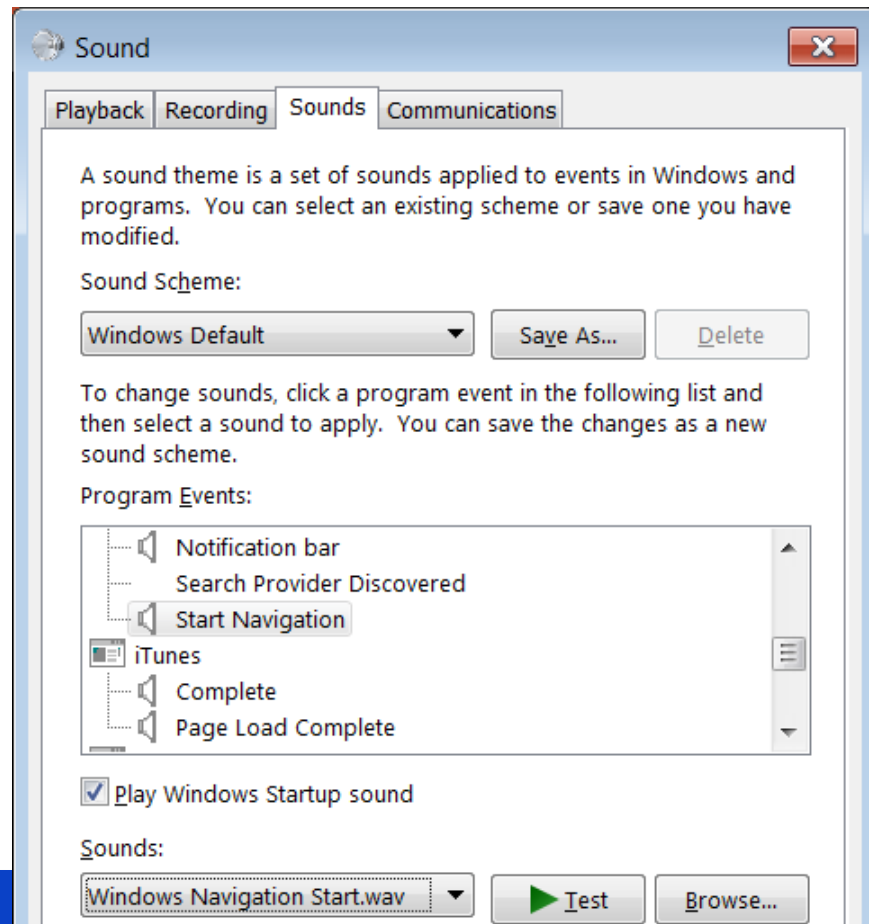 Sound
Playback Recording Sounds Communications
A sound theme is a set of sounds applied to events in Windows and
programs. You can select an existing scheme or save one you have
modified.
Sound Scheme:
Windows Default Save As... Delete
To change sounds, click a program event in the following list and
then select a sound to apply. You can save the changes as a new
sound scheme.
Program Events:
Notification bar
Search Provider Discovered
Start Navigation
iTunes
Complete
Page Load Complete
Play Windows Startup sound
Sounds:
Windows Navigation Start.wav Test Browse...